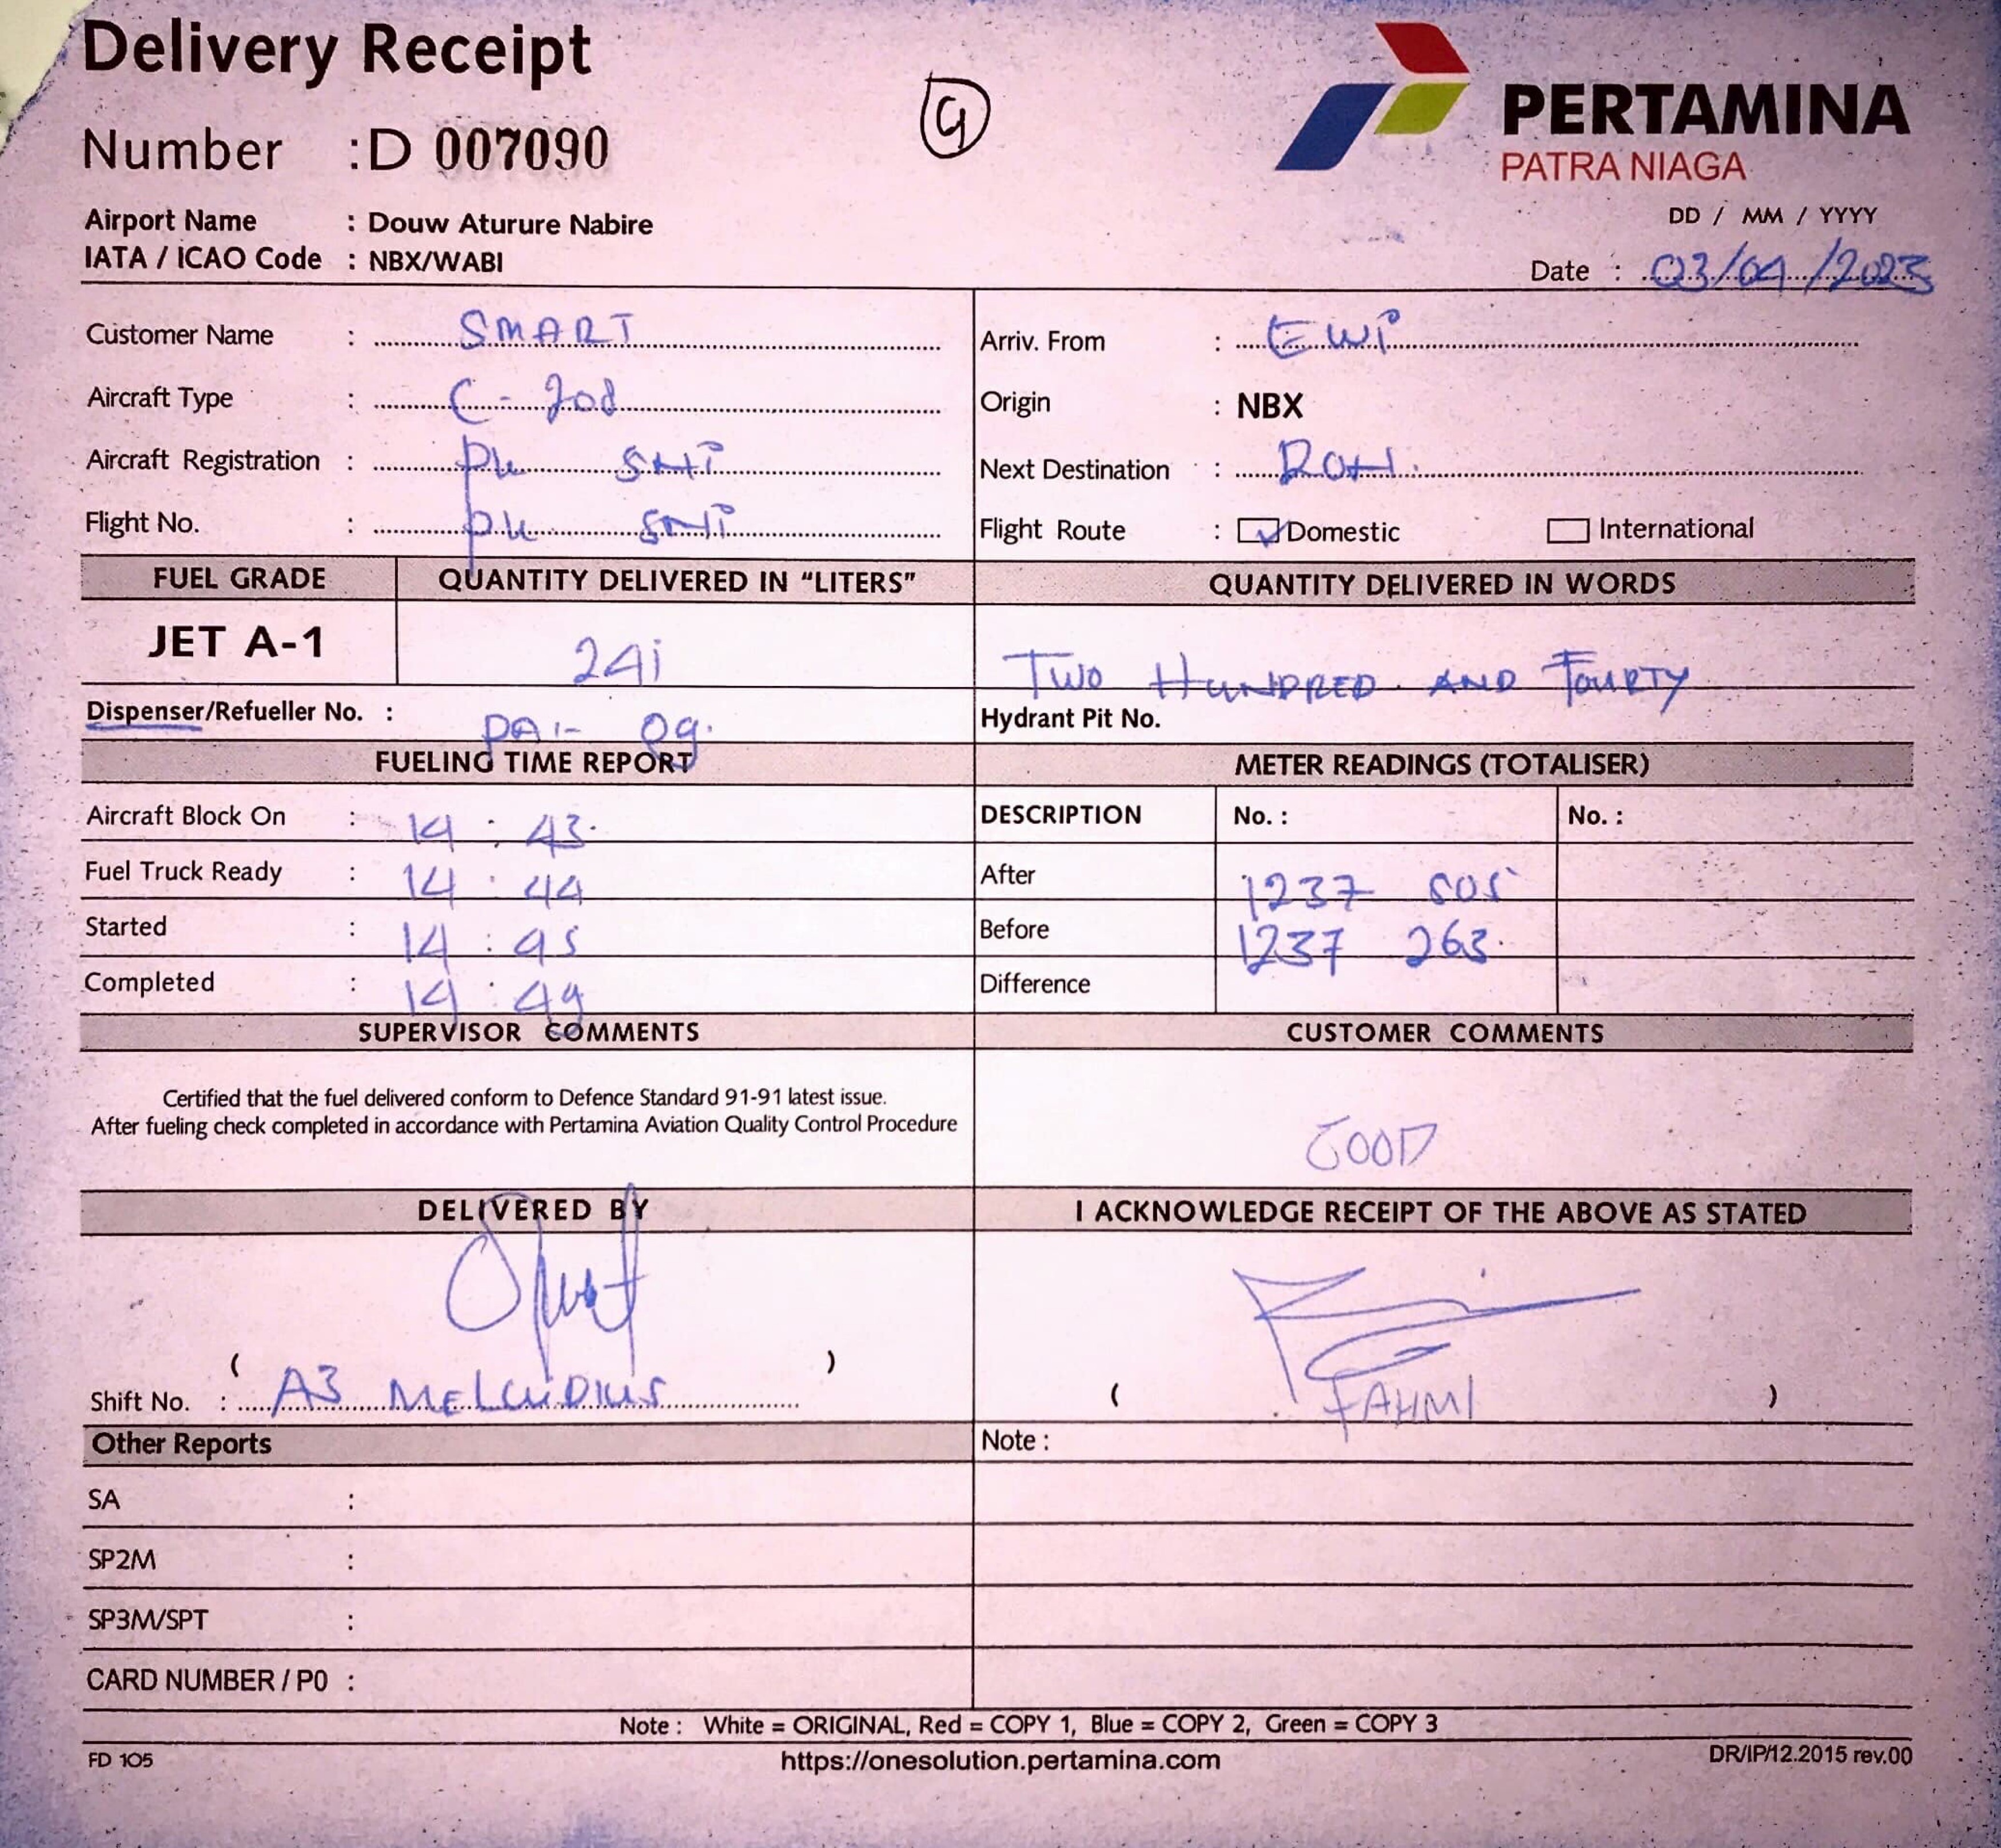 Delivery Receipt
Number : D 007090
PERTAMINA
PATRA NIAGA
Airport Name : Douw Aturure Nabire
IATA / ICAO Code : NBX/WABI
DD / MM / YYYY
Date : 03/04/2023
Customer Name : SMART
Arriv. From : EWI
Aircraft Type : C-208
Origin : NBX
Aircraft Registration : PK SNI
Next Destination :
Flight No. : PK SNI
Flight Route : Domestic International
FUEL GRADE QUANTITY DELIVERED IN “LITERS” QUANTITY DELIVERED IN WORDS
JET A-1 241 TWO HUNDRED AND FOURTY
Dispenser/Refueller No. : 09.
Hydrant Pit No.
FUELING TIME REPORT METER READINGS (TOTALISER)
Aircraft Block On : 14 : 43.
DESCRIPTION No. : No. :
Fuel Truck Ready : 14 : 44
After 1237 505
Started : 14 : 45
Before 1237 263.
Completed : 14 : 49
Difference
SUPERVISOR COMMENTS CUSTOMER COMMENTS
Certified that the fuel delivered conform to Defence Standard 91-91 latest issue.
After fueling check completed in accordance with Pertamina Aviation Quality Control Procedure
GOOD
DELIVERED BY I ACKNOWLEDGE RECEIPT OF THE ABOVE AS STATED
( )
Shift No. : A3
( FAHMI )
Other Reports Note :
SA :
SP2M :
SP3M/SPT :
CARD NUMBER / P0 :
Note : White = ORIGINAL, Red = COPY 1, Blue = COPY 2, Green = COPY 3
FD 105 https://onesolution.pertamina.com DR/IP/12.2015 rev.00